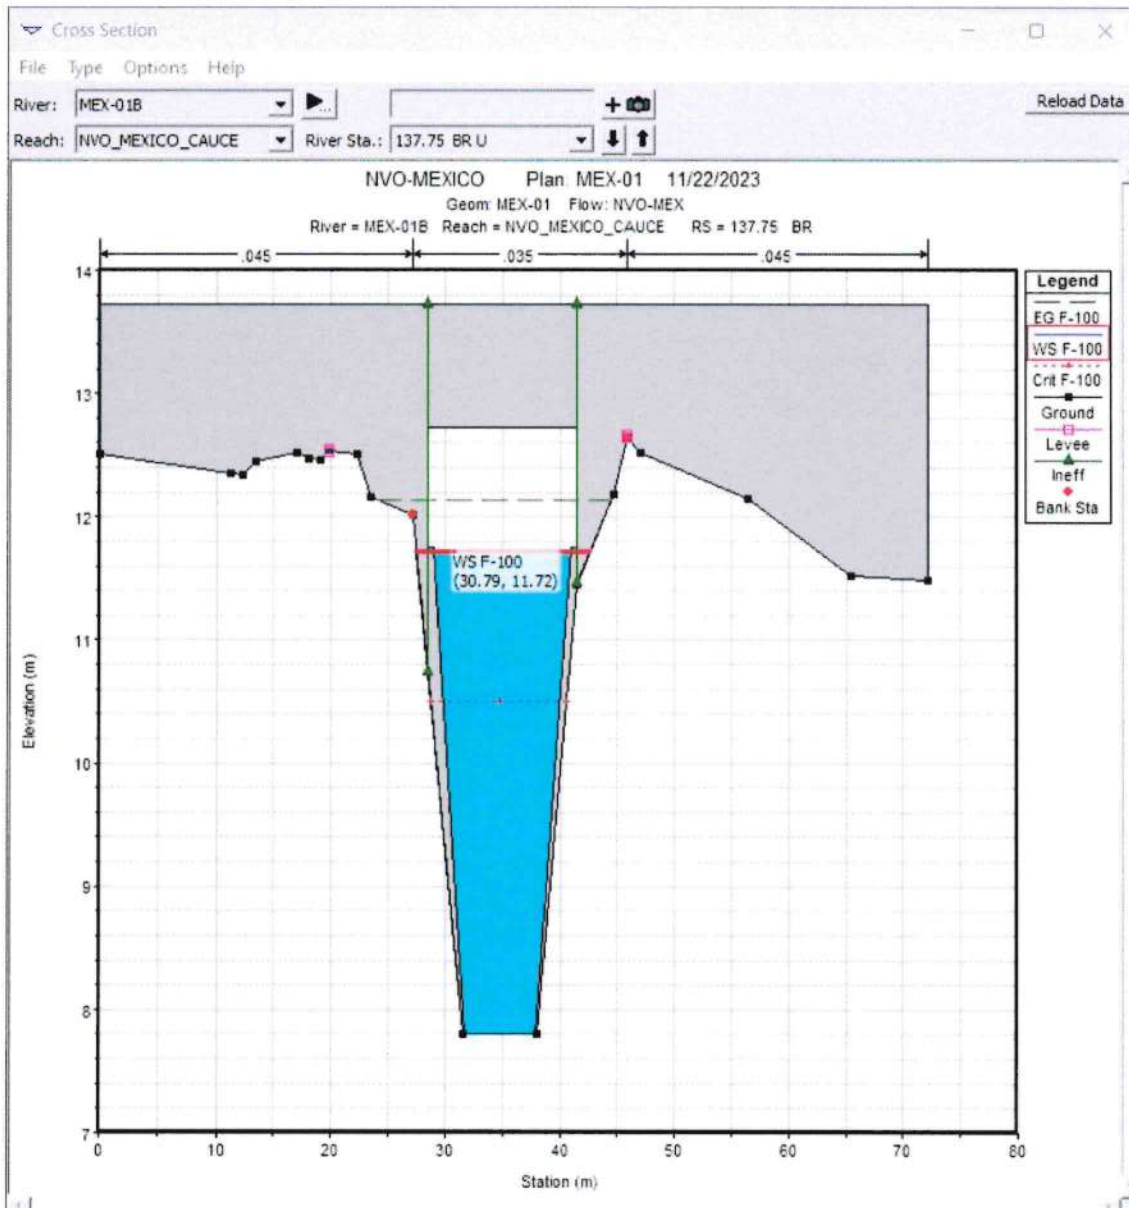 Cross Section
File Type Options Help
River: MEX-01B
Reload Data
Reach: NVO_MEXICO_CAUCE River Sta.: 137.75 BR U
NVO-MEXICO Plan: MEX-01 11/22/2023
Geom: MEX-01 Flow: NVO-MEX
River = MEX-01B Reach = NVO_MEXICO_CAUCE RS = 137.75 BR
.045 .035 .045
Legend
EG F-100
WS F-100
Crit F-100
Ground
Levee
Ineff
Bank Sta
14
13
12
11
10
9
8
7
Elevation (m)
WS F-100
(30.79, 11.72)
0 10 20 30 40 50 60 70 80
Station (m)